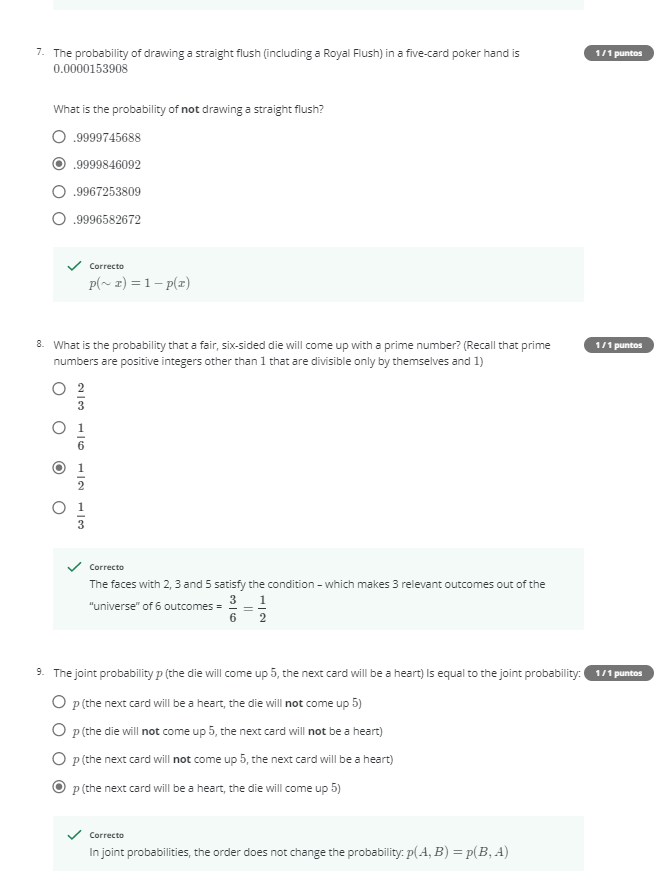 7. The probability of drawing a straight flush (including a Royal Flush) in a five-card poker hand is 1 / 1 puntos
0.0000153908
What is the probability of not drawing a straight flush?
.9999745688
.9999846092
.9967253809
.9996582672
Correcto
p(∼ x) = 1 − p(x)
8. What is the probability that a fair, six-sided die will come up with a prime number? (Recall that prime 1 / 1 puntos
numbers are positive integers other than 1 that are divisible only by themselves and 1)
2/3
1/6
1/2
1/3
Correcto
The faces with 2, 3 and 5 satisfy the condition – which makes 3 relevant outcomes out of the
"universe" of 6 outcomes = 3/6 = 1/2
9. The joint probability p (the die will come up 5, the next card will be a heart) Is equal to the joint probability: 1 / 1 puntos
p (the next card will be a heart, the die will not come up 5)
p (the die will not come up 5, the next card will not be a heart)
p (the next card will not come up 5, the next card will be a heart)
p (the next card will be a heart, the die will come up 5)
Correcto
In joint probabilities, the order does not change the probability: p(A, B) = p(B, A)